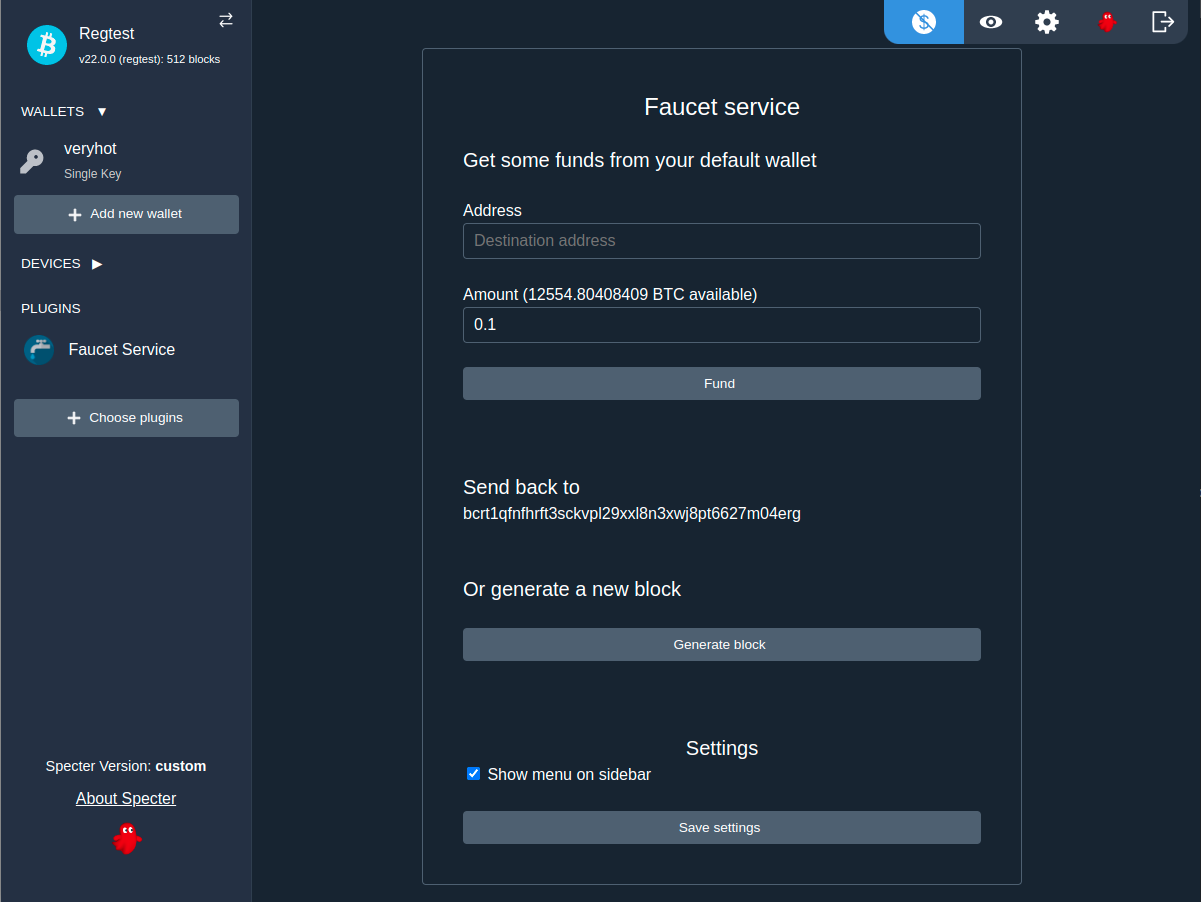 Regtest
v22.0.0 (regtest): 512 blocks
WALLETS
veryhot
Single Key
Add new wallet
DEVICES
PLUGINS
Faucet Service
Choose plugins
Specter Version: custom
About Specter
Faucet service
Get some funds from your default wallet
Address
Destination address
Amount (12554.80408409 BTC available)
0.1
Fund
Send back to
bcrt1qfnfhrft3sckvpl29xxl8n3xwj8pt6627m04erg
Or generate a new block
Generate block
Settings
Show menu on sidebar
Save settings